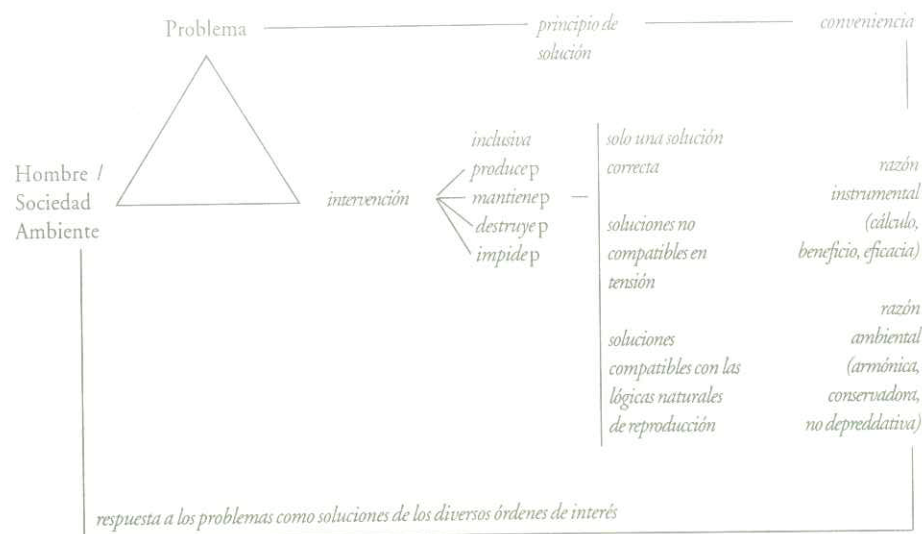 Problema
principio de
solución
conveniencia
Hombre /
Sociedad
Ambiente
intervención
inclusiva
produce p
mantiene p
destruye p
impide p
solo una solución
correcta
soluciones no
compatibles en
tensión
soluciones
compatibles con las
lógicas naturales
de reproducción
razón
instrumental
(cálculo,
beneficio, eficacia)
razón
ambiental
(armónica,
conservadora,
no depreddativa)
respuesta a los problemas como soluciones de los diversos órdenes de interés